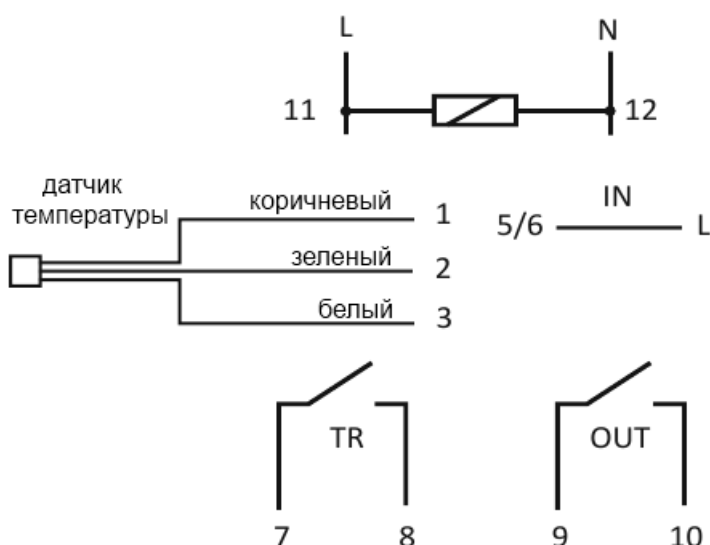 L N
11 12
датчик
температуры
коричневый 1
зеленый 2
белый 3
IN
5/6 L
TR OUT
7 8 9 10